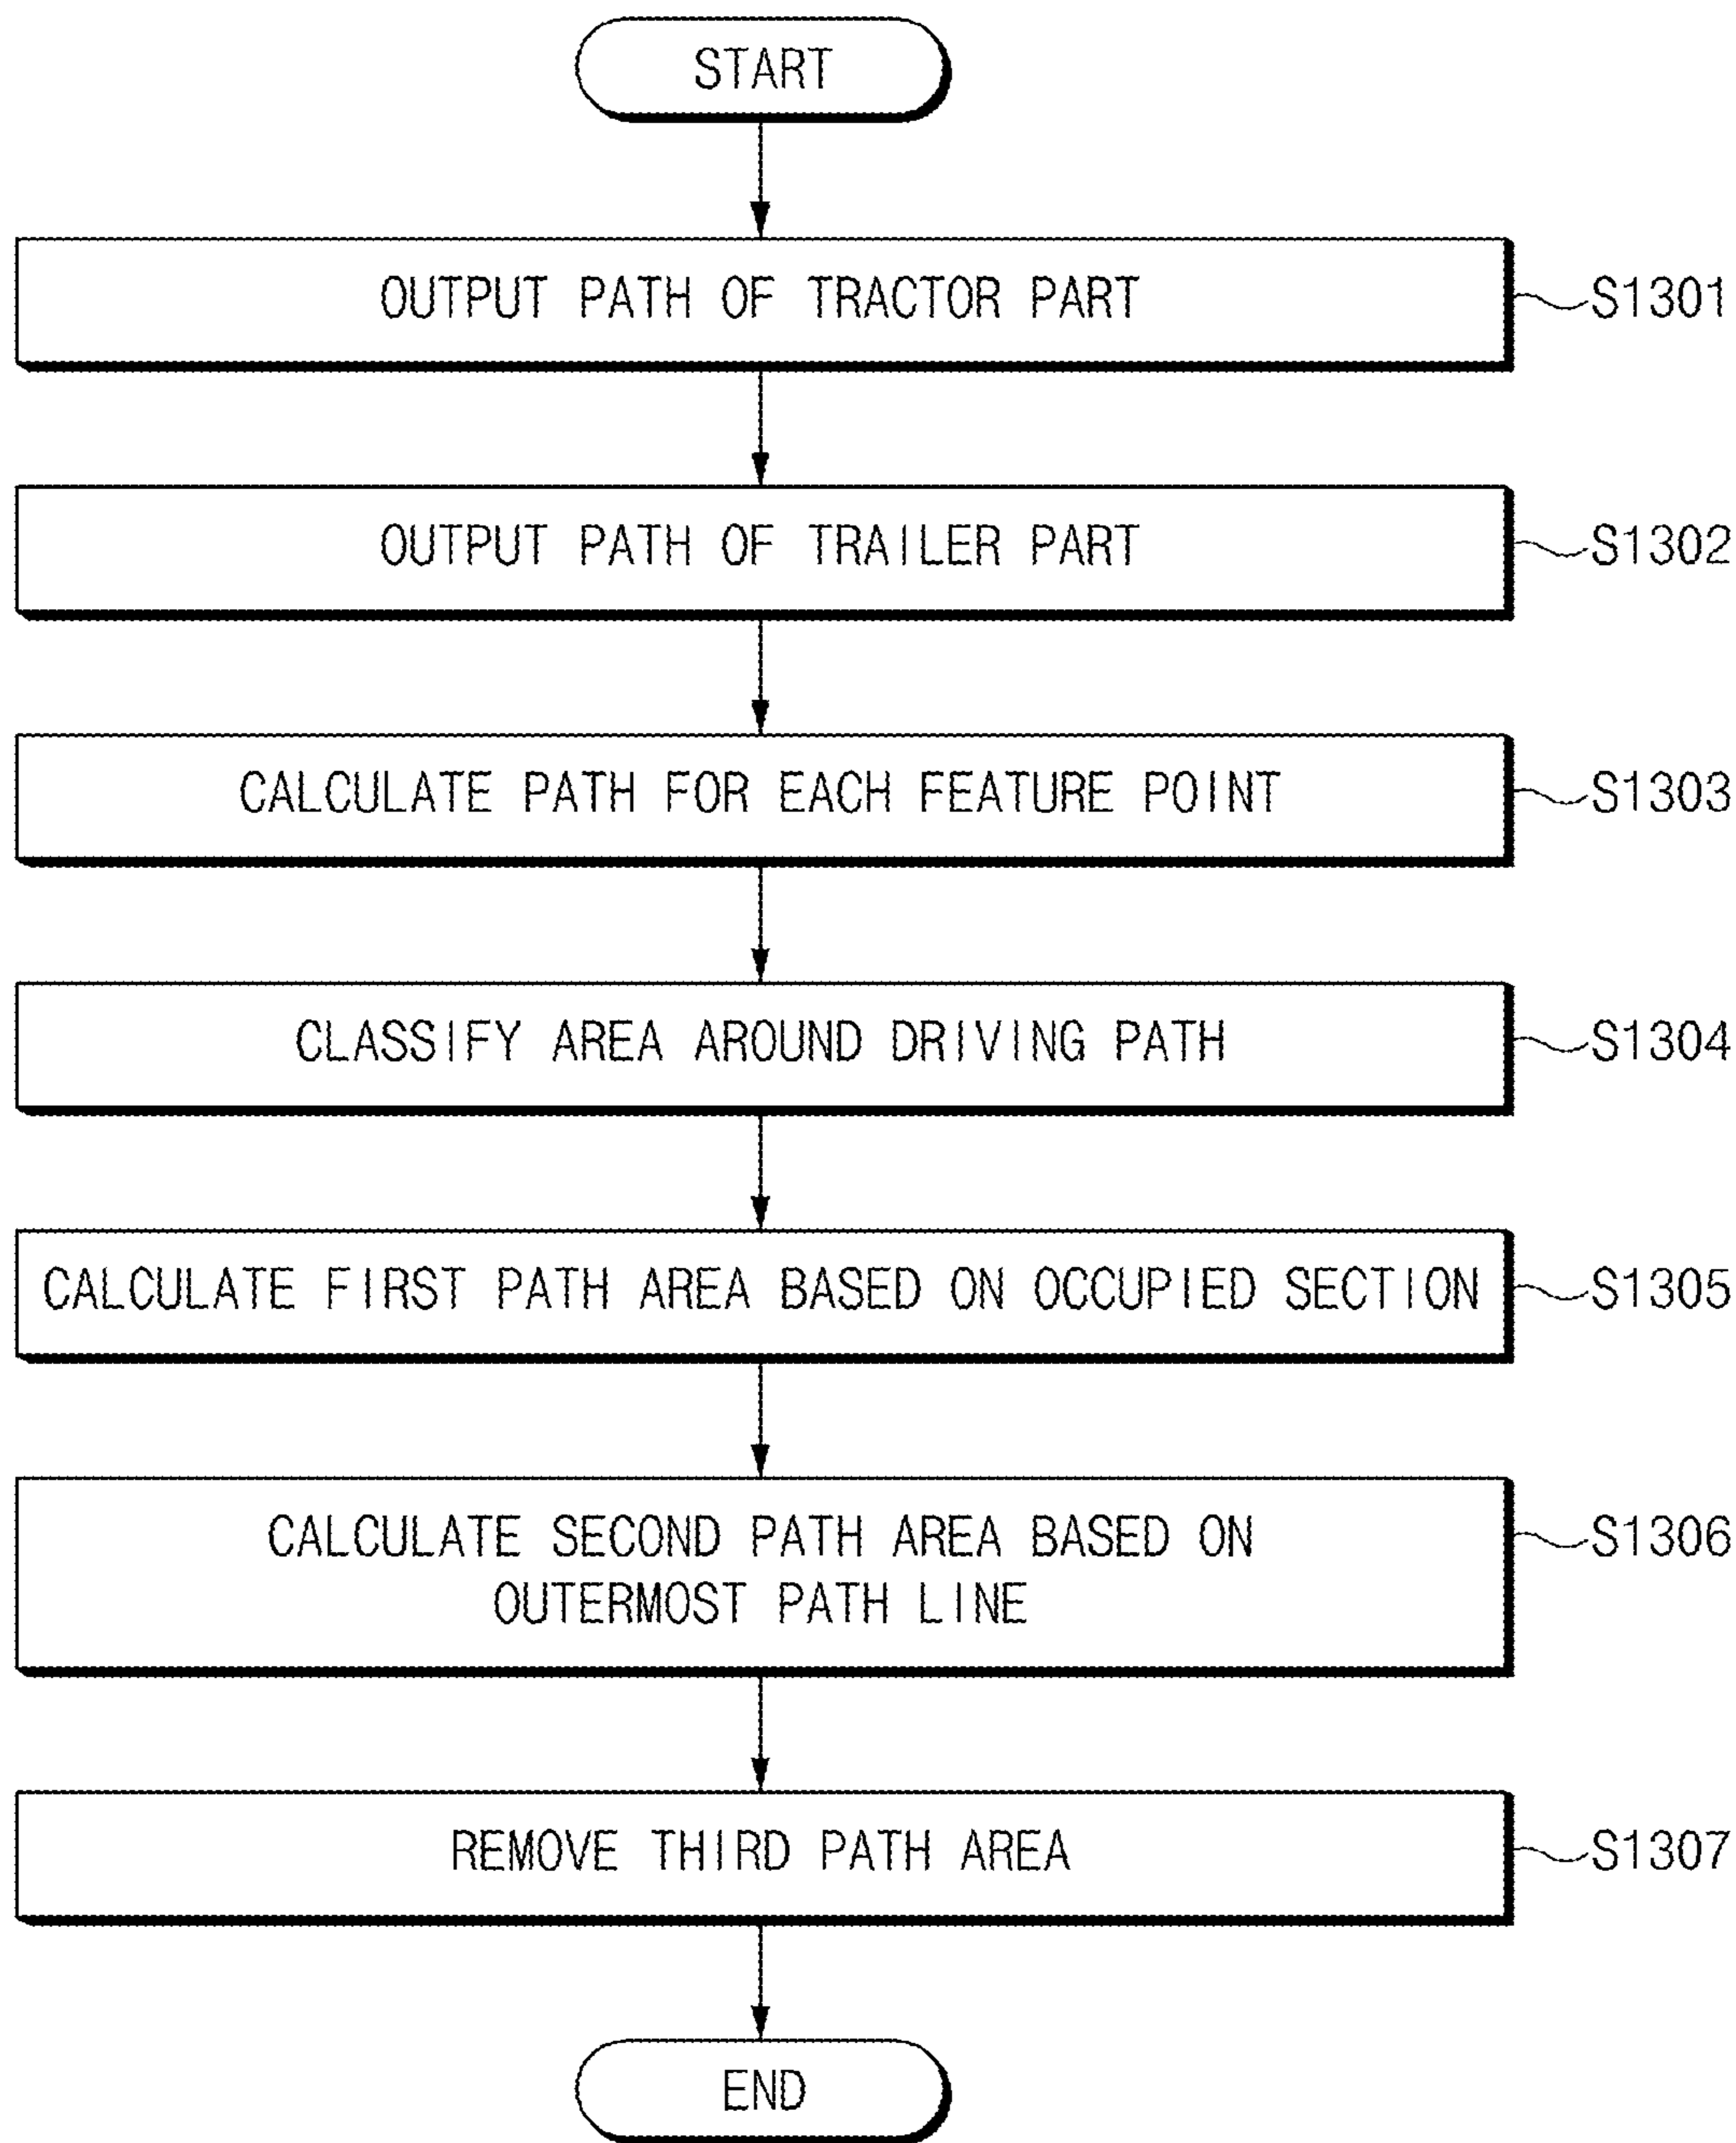 START
OUTPUT PATH OF TRACTOR PART
S1301
OUTPUT PATH OF TRAILER PART
S1302
CALCULATE PATH FOR EACH FEATURE POINT
S1303
CLASSIFY AREA AROUND DRIVING PATH
S1304
CALCULATE FIRST PATH AREA BASED ON OCCUPIED SECTION
S1305
CALCULATE SECOND PATH AREA BASED ON
OUTERMOST PATH LINE
S1306
REMOVE THIRD PATH AREA
S1307
END